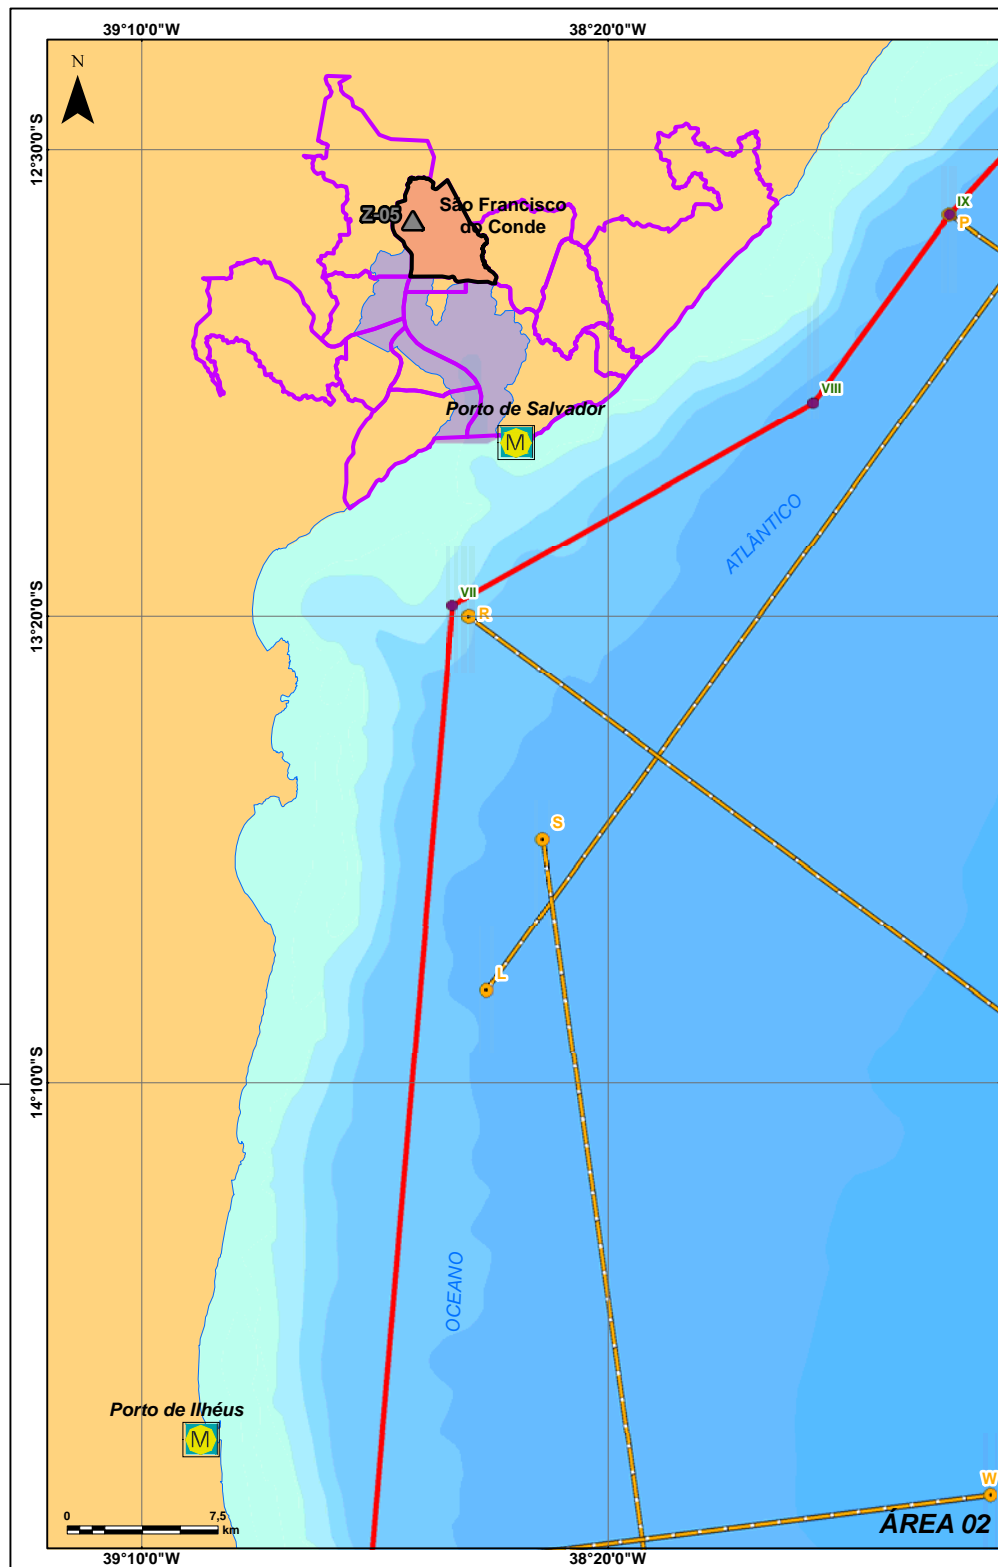 39°10'0"W
38°20'0"W
N
12°30'0"S
Z-05
São Francisco
do Conde
IX
P
VIII
Porto de Salvador
M
ATLÂNTICO
VII
R
13°20'0"S
S
L
14°10'0"S
OCEANO
Porto de Ilhéus
M
W
0
7,5
km
ÁREA 02
39°10'0"W
38°20'0"W